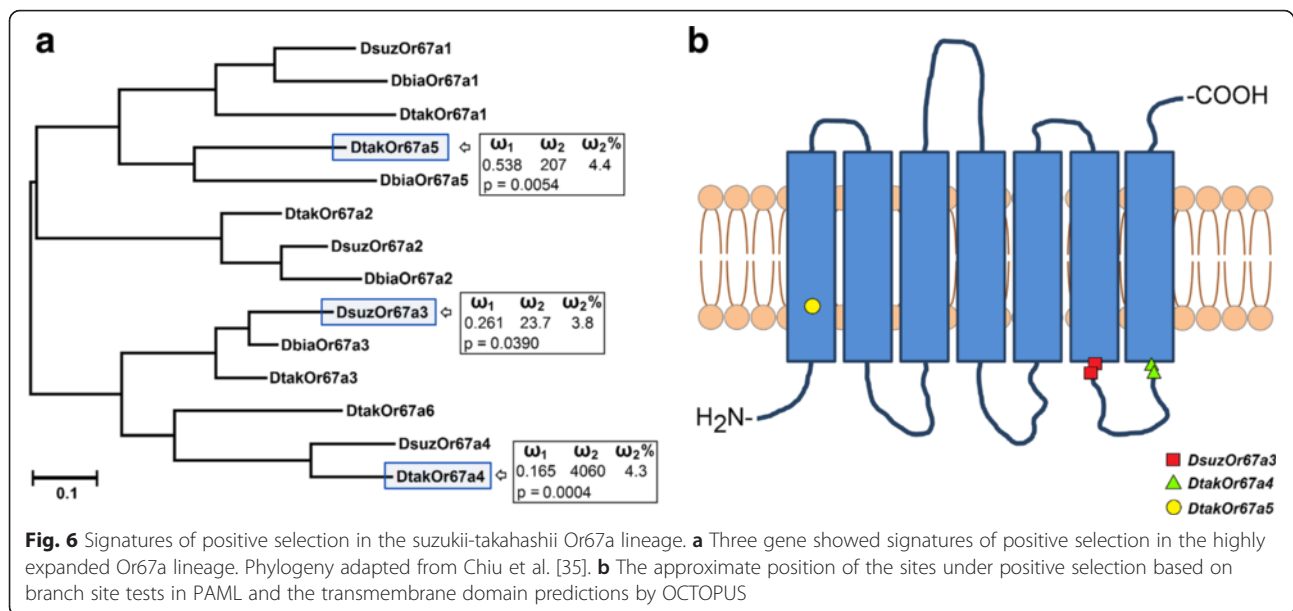 a
DsuzOr67a1
DbiaOr67a1
DtakOr67a1
DtakOr67a5
ω1 ω2 ω2%
0.538 207 4.4
p = 0.0054
DbiaOr67a5
DtakOr67a2
DsuzOr67a2
DbiaOr67a2
DsuzOr67a3
ω1 ω2 ω2%
0.261 23.7 3.8
p = 0.0390
DbiaOr67a3
DtakOr67a3
DtakOr67a6
DsuzOr67a4
DtakOr67a4
ω1 ω2 ω2%
0.165 4060 4.3
p = 0.0004
0.1
b
-COOH
H2N-
DsuzOr67a3
DtakOr67a4
DtakOr67a5
Fig. 6 Signatures of positive selection in the suzukii-takahashii Or67a lineage. a Three gene showed signatures of positive selection in the highly
expanded Or67a lineage. Phylogeny adapted from Chiu et al. [35]. b The approximate position of the sites under positive selection based on
branch site tests in PAML and the transmembrane domain predictions by OCTOPUS